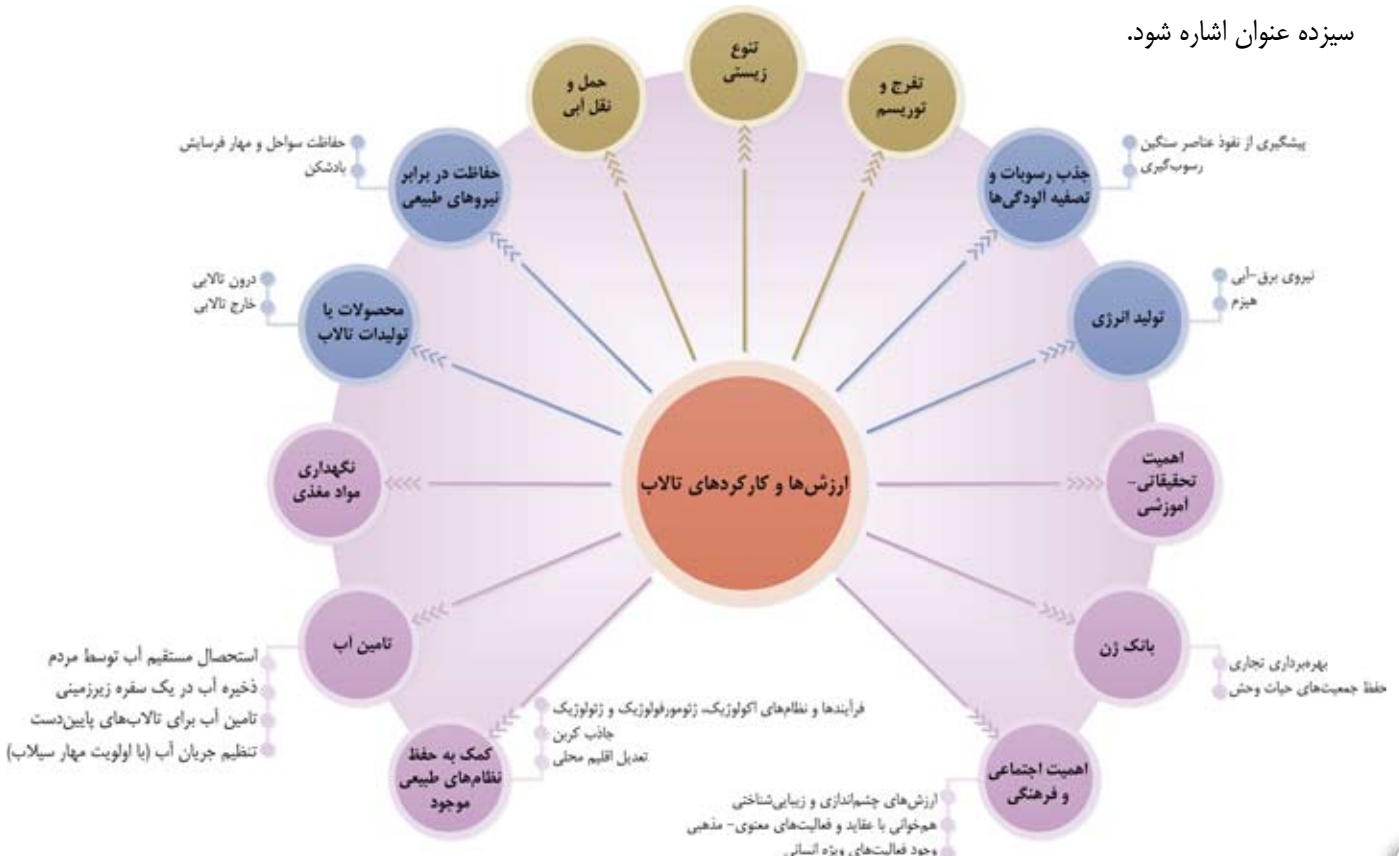 سیزده عنوان اشاره شود.
تنوع
زیستی
تفرج و
توریسم
حمل و
نقل آبی
جذب رسوبات و
تصفیه آلودگی‌ها
پیشگیری از نفوذ عناصر سنگین
رسوب‌گیری
حفاظت در برابر
نیروهای طبیعی
حفاظت سواحل و مهار فرسایش
بادشکن
تولید انرژی
نیروی برق-آبی
هیزم
محصولات یا
تولیدات تالاب
درون تالابی
خارج تالابی
ارزش‌ها و کارکردهای تالاب
اهمیت
تحقیقاتی-
آموزشی
نگهداری
مواد مغذی
بانک ژن
بهره‌برداری تجاری
حفظ جمعیت‌های حیات وحش
تامین آب
استحصال مستقیم آب توسط مردم
ذخیره آب در یک سفره زیرزمینی
تامین آب برای تالاب‌های پایین‌دست
تنظیم جریان آب (با اولویت مهار سیلاب)
اهمیت اجتماعی
و فرهنگی
ارزش‌های چشم‌اندازی و زیبایی‌شناختی
هم‌خوانی با عقاید و فعالیت‌های معنوی- مذهبی
وجود فعالیت‌های ویژه انسانی
کمک به حفظ
نظام‌های طبیعی
موجود
فرآیندها و نظام‌های اکولوژیک، ژئومورفولوژیک و ژئولوژیک
جاذب کربن
تعدیل اقلیم محلی